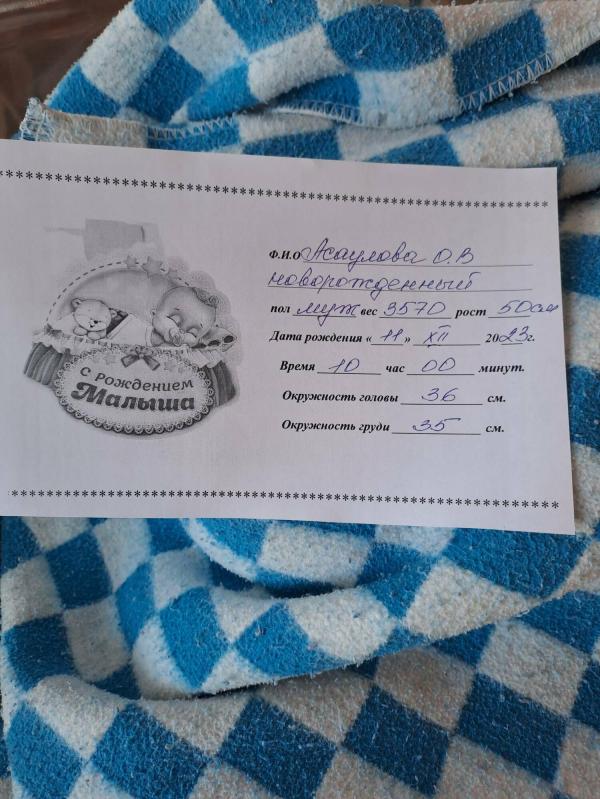 С РОЖДЕНИЕМ
МАЛЫША
Ф.И.О Жаулова О.В
новорожденный
пол муж вес 3570 рост 50см
Дата рождения « 11 » XII 2023г.
Время 10 час 00 минут.
Окружность головы 36 см.
Окружность груди 35 см.